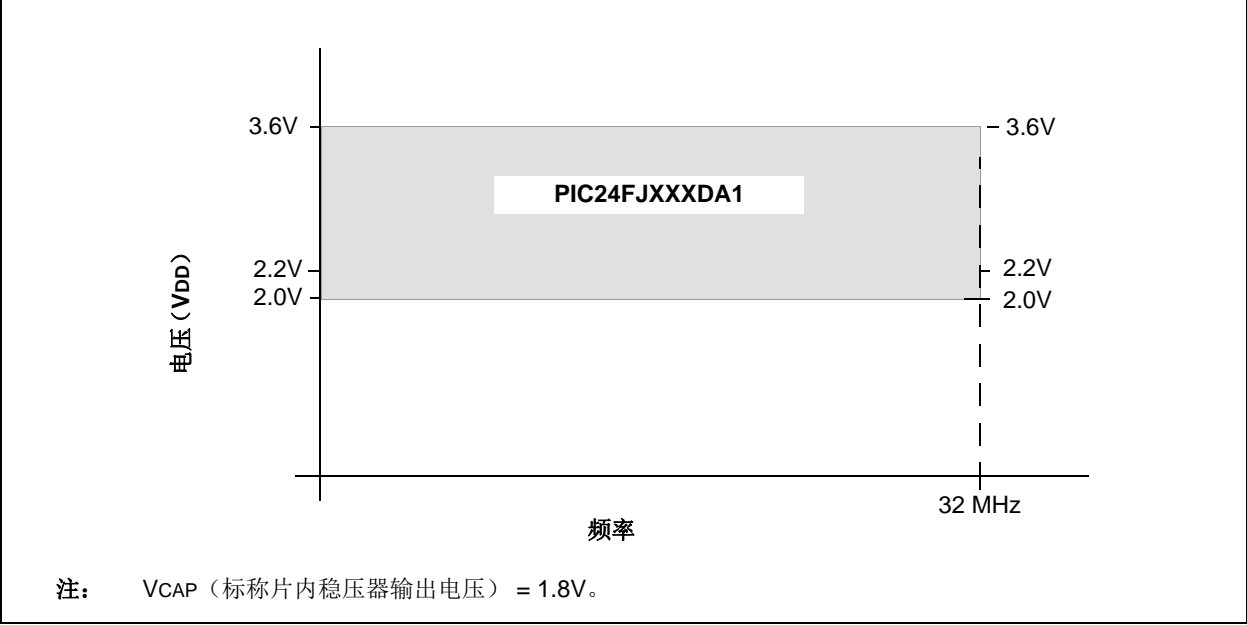 3.6V
3.6V
PIC24FJXXXDA1
2.2V
2.2V
2.0V
2.0V
电压（VDD）
32 MHz
频率
注： VCAP（标称片内稳压器输出电压） = 1.8V。